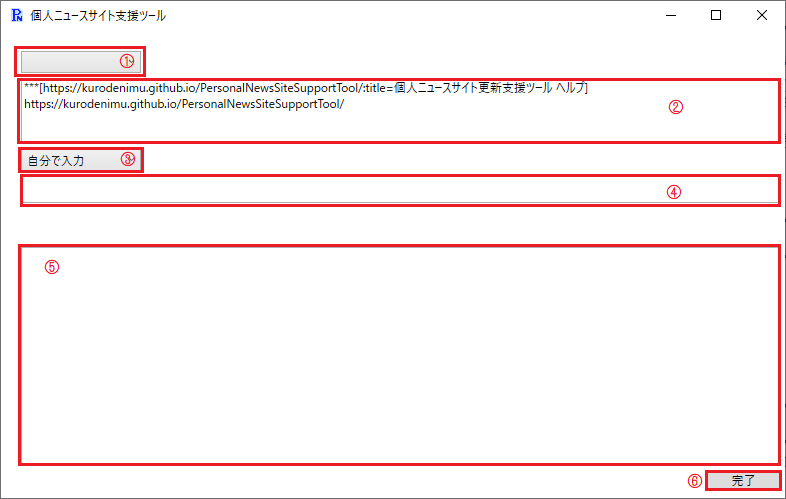 個人ニュースサイト支援ツール
①
***[https://kurodenimu.github.io/PersonalNewsSiteSupportTool/:title=個人ニュースサイト更新支援ツール ヘルプ]
https://kurodenimu.github.io/PersonalNewsSiteSupportTool/
②
自分で入力 ③
④
⑤
⑥ 完了